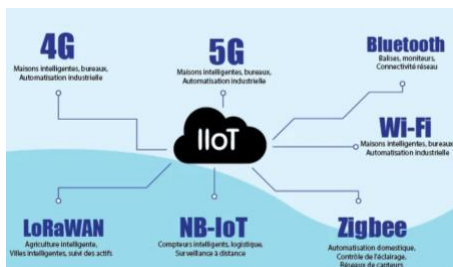 4G
Maisons intelligentes, bureaux,
Automatisation industrielle
5G
Maisons intelligentes, bureaux,
Automatisation industrielle
Bluetooth
Balises, moniteurs,
Connectivité réseau
IIoT
Wi-Fi
Maisons intelligentes, bureaux
Automatisation industrielle
LoRaWAN
Agriculture intelligente,
Villes intelligentes, suivi des actifs
NB-IoT
Compteurs intelligents, logistique,
Surveillance à distance
Zigbee
Automatisation domestique,
Contrôle de l'éclairage,
Réseaux de capteurs